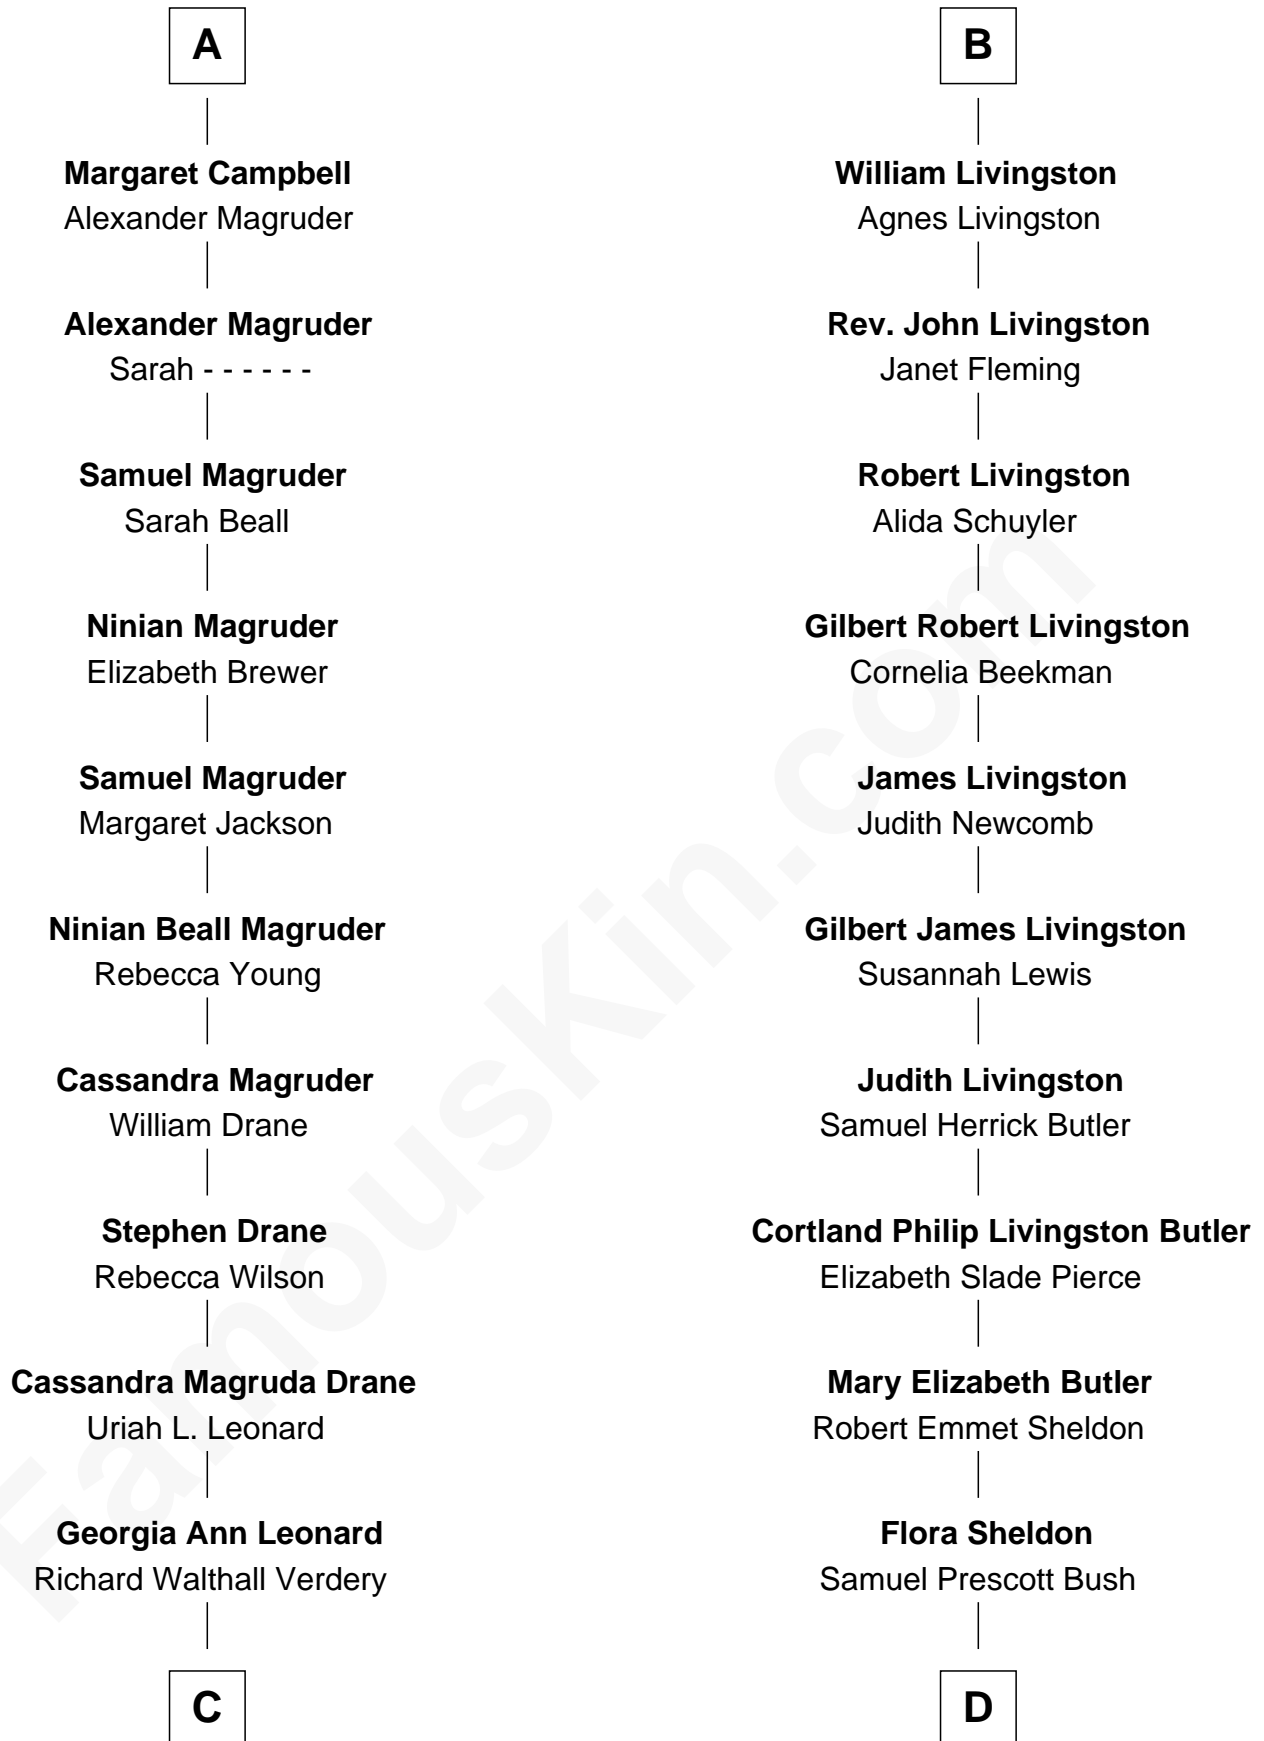 A
Margaret Campbell
Alexander Magruder
Alexander Magruder
Sarah - - - - - -
Samuel Magruder
Sarah Beall
Ninian Magruder
Elizabeth Brewer
Samuel Magruder
Margaret Jackson
Ninian Beall Magruder
Rebecca Young
Cassandra Magruder
William Drane
Stephen Drane
Rebecca Wilson
Cassandra Magruda Drane
Uriah L. Leonard
Georgia Ann Leonard
Richard Walthall Verdery
C
B
William Livingston
Agnes Livingston
Rev. John Livingston
Janet Fleming
Robert Livingston
Alida Schuyler
Gilbert Robert Livingston
Cornelia Beekman
James Livingston
Judith Newcomb
Gilbert James Livingston
Susannah Lewis
Judith Livingston
Samuel Herrick Butler
Cortland Philip Livingston Butler
Elizabeth Slade Pierce
Mary Elizabeth Butler
Robert Emmet Sheldon
Flora Sheldon
Samuel Prescott Bush
D
FamousKin.com